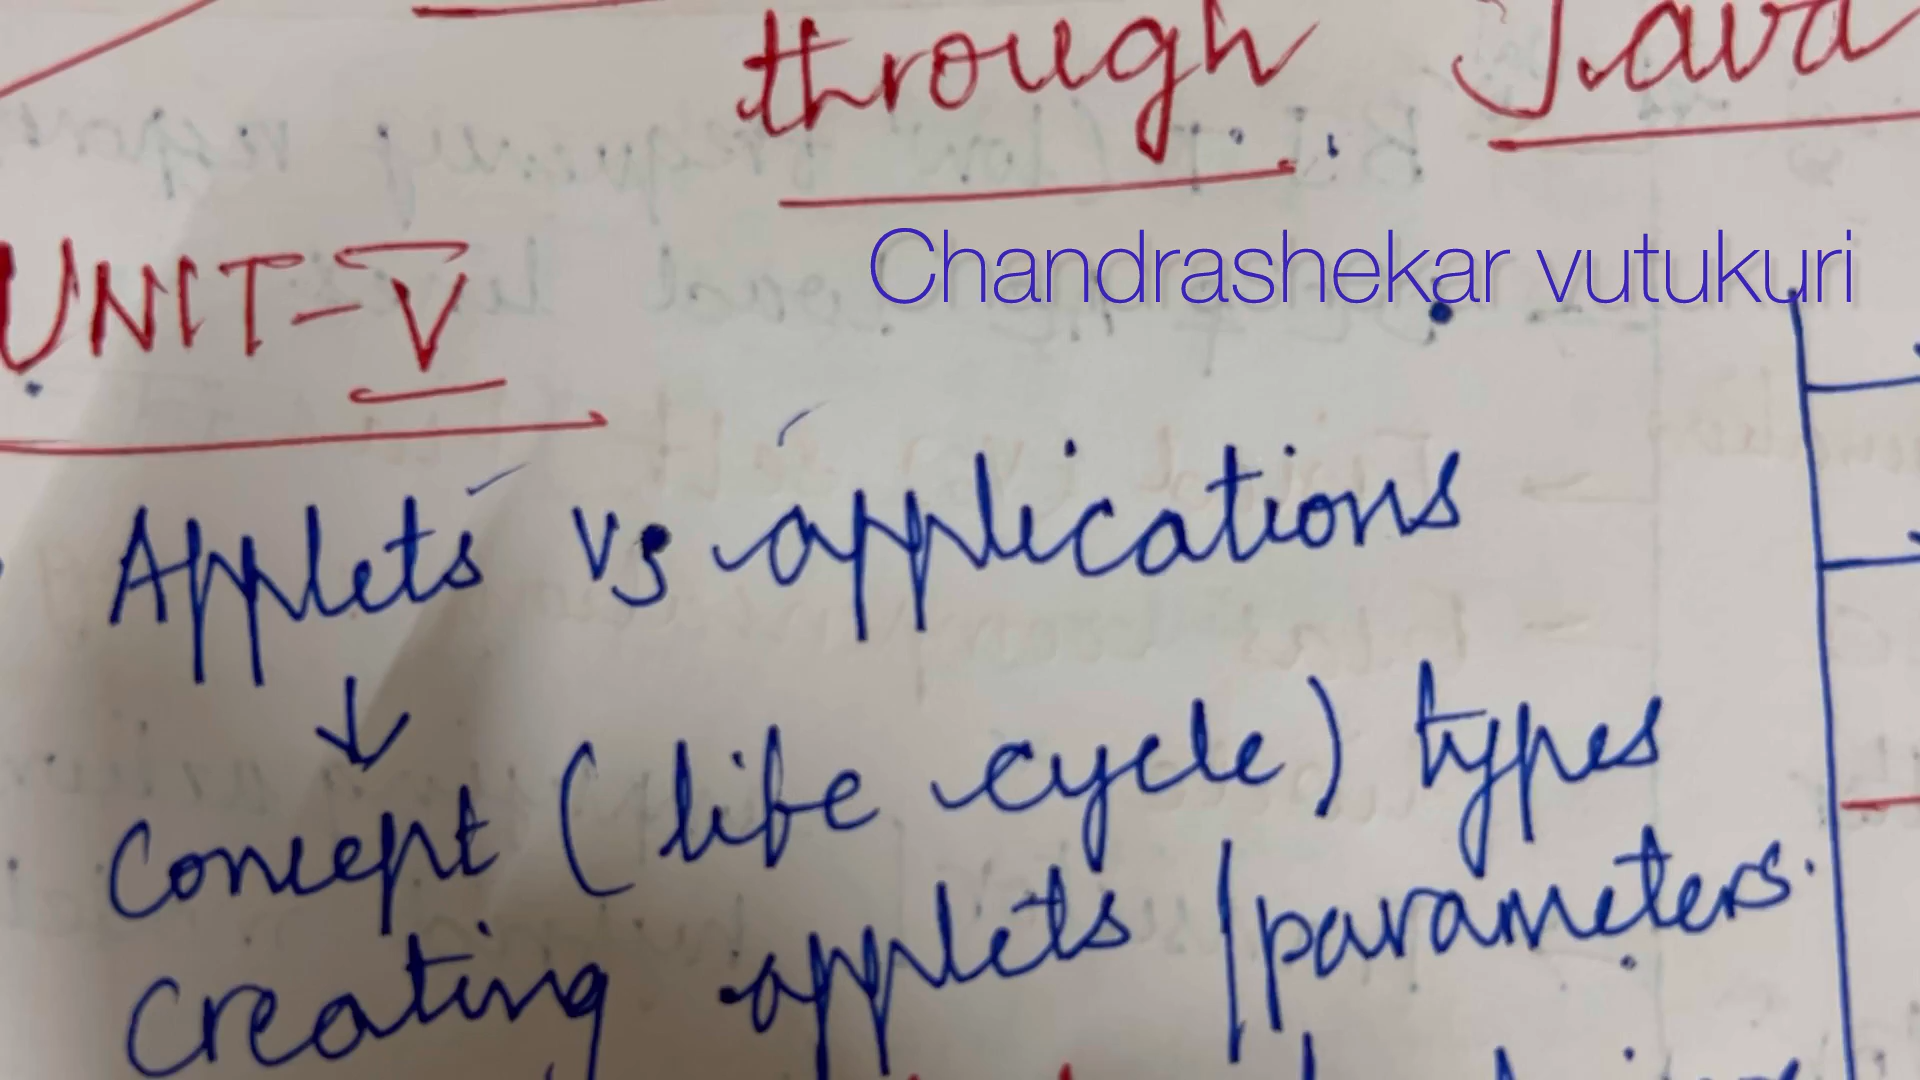 through Java
UNIT-V
Chandrashekar vutukuri
Applets vs applications
↓
Concept (life cycle) types
Creating applets / parameters.